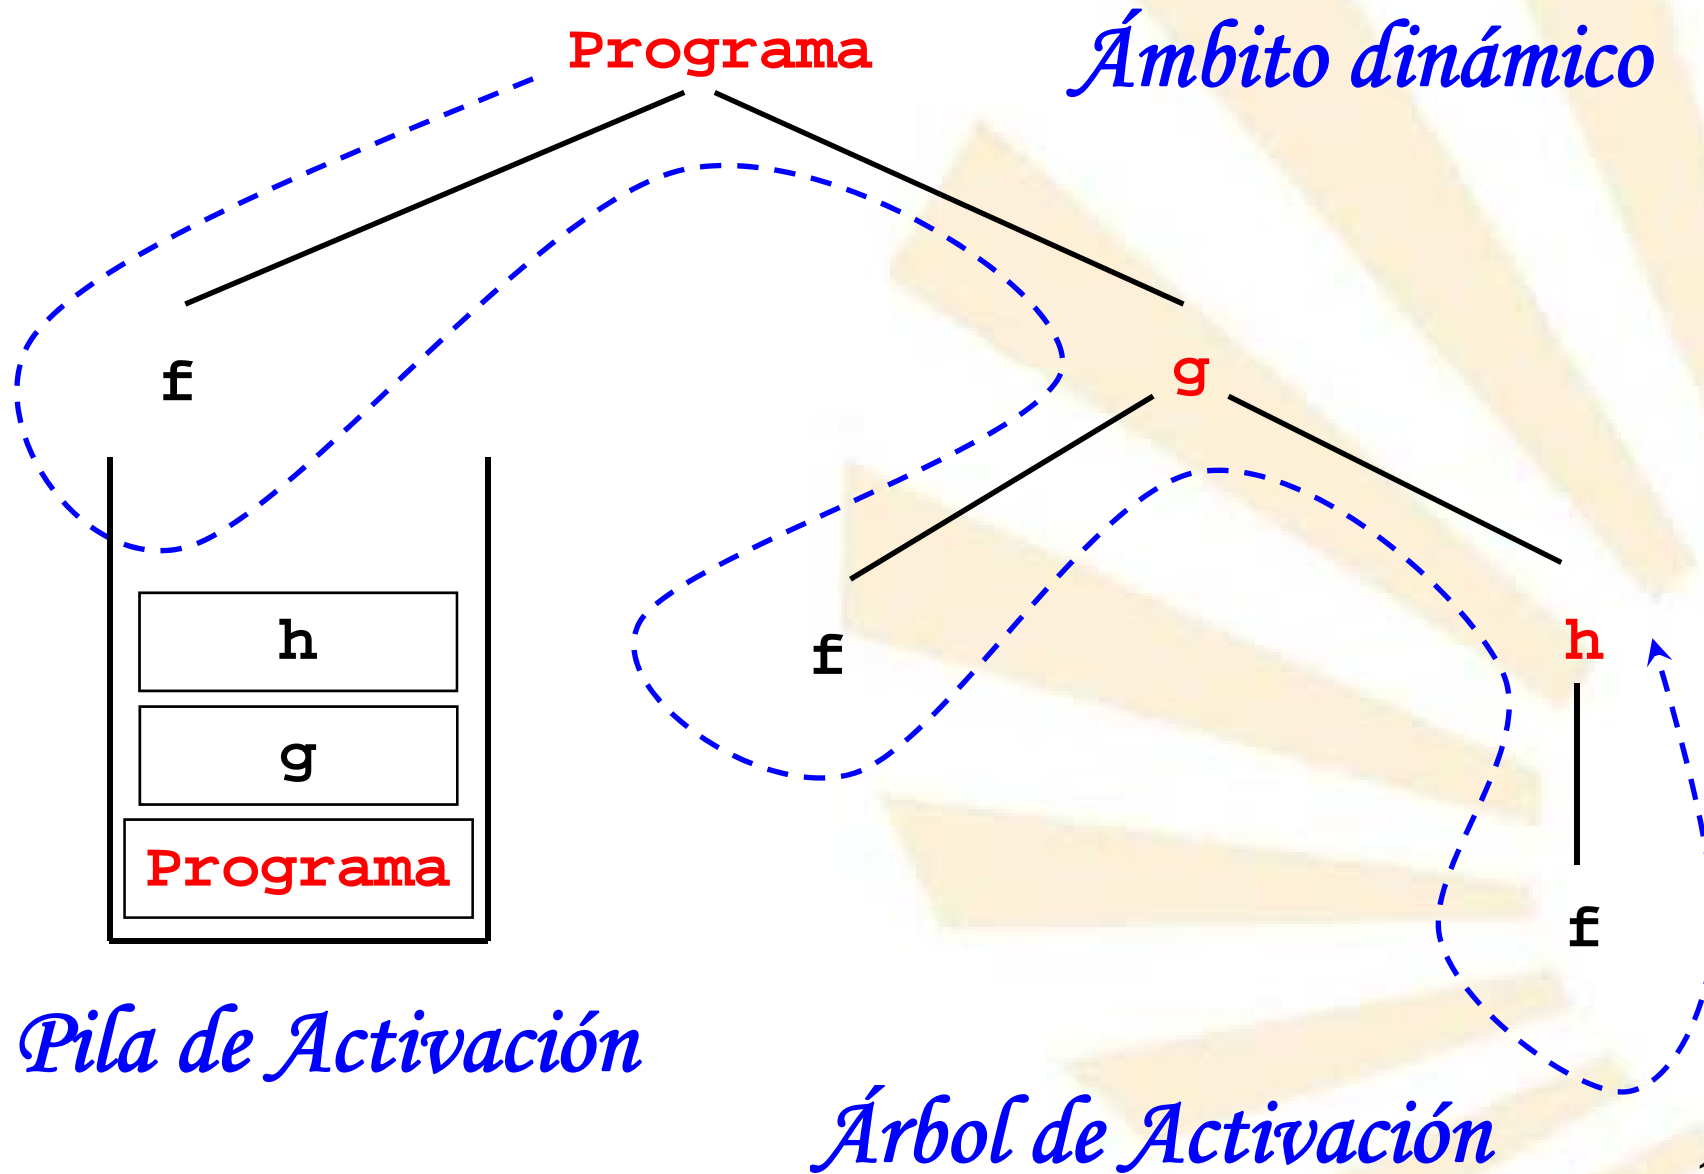 Programa
Ámbito dinámico
f
g
h
f
h
g
Programa
f
Pila de Activación
Árbol de Activación